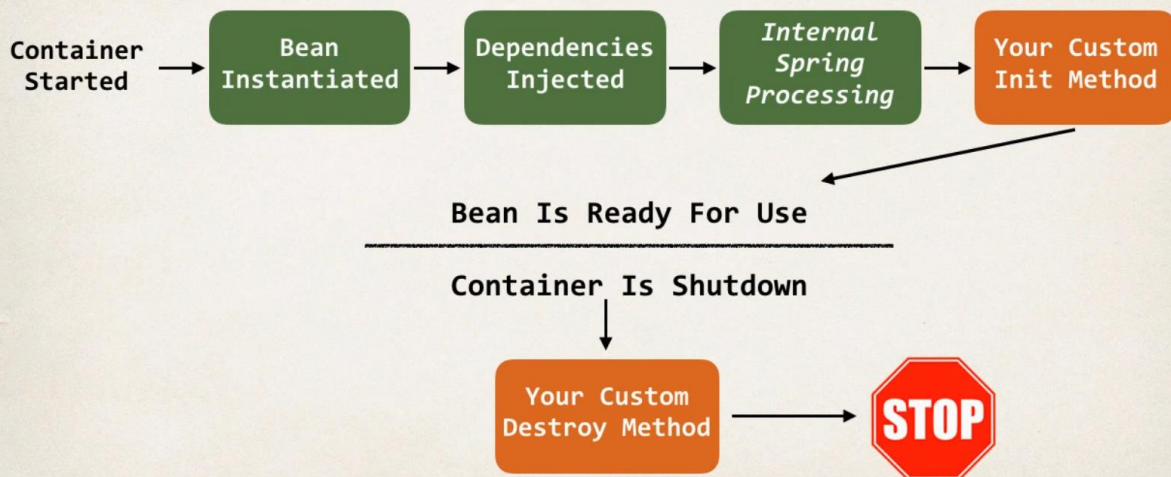 Container
Started
Bean
Instantiated
Dependencies
Injected
Internal
Spring
Processing
Your Custom
Init Method
Bean Is Ready For Use
Container Is Shutdown
Your Custom
Destroy Method
STOP